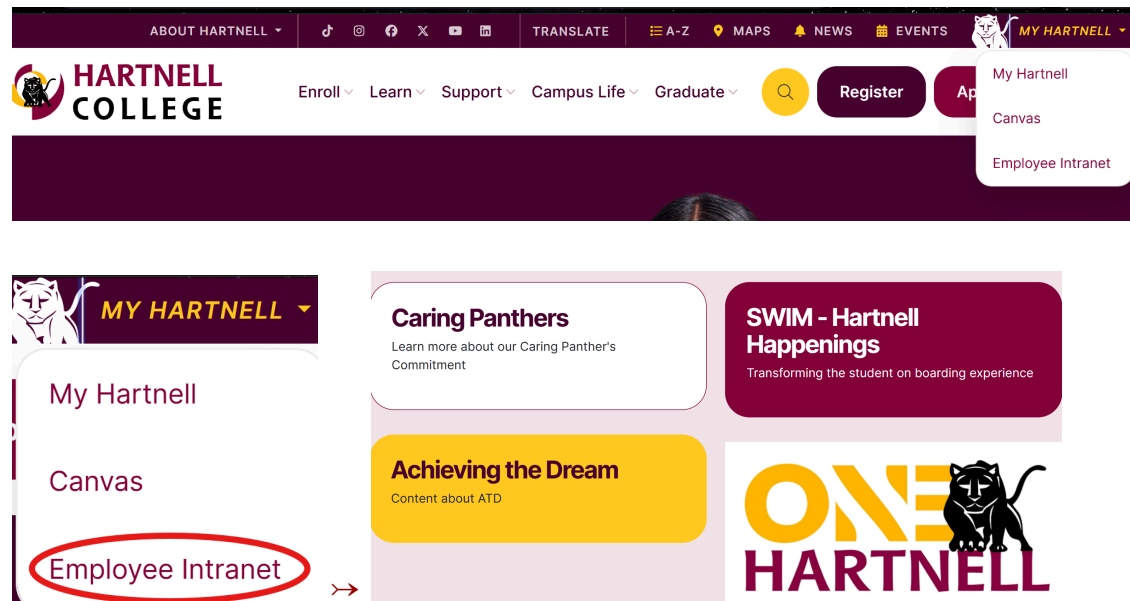 ABOUT HARTNELL TRANSLATE A-Z MAPS NEWS EVENTS MY HARTNELL
HARTNELL
COLLEGE
Enroll Learn Support Campus Life Graduate Register Ap
My Hartnell
Canvas
Employee Intranet
MY HARTNELL
My Hartnell
Canvas
Employee Intranet
Caring Panthers
Learn more about our Caring Panther's
Commitment
SWIM - Hartnell
Happenings
Transforming the student on boarding experience
Achieving the Dream
Content about ATD
ONE
HARTNELL